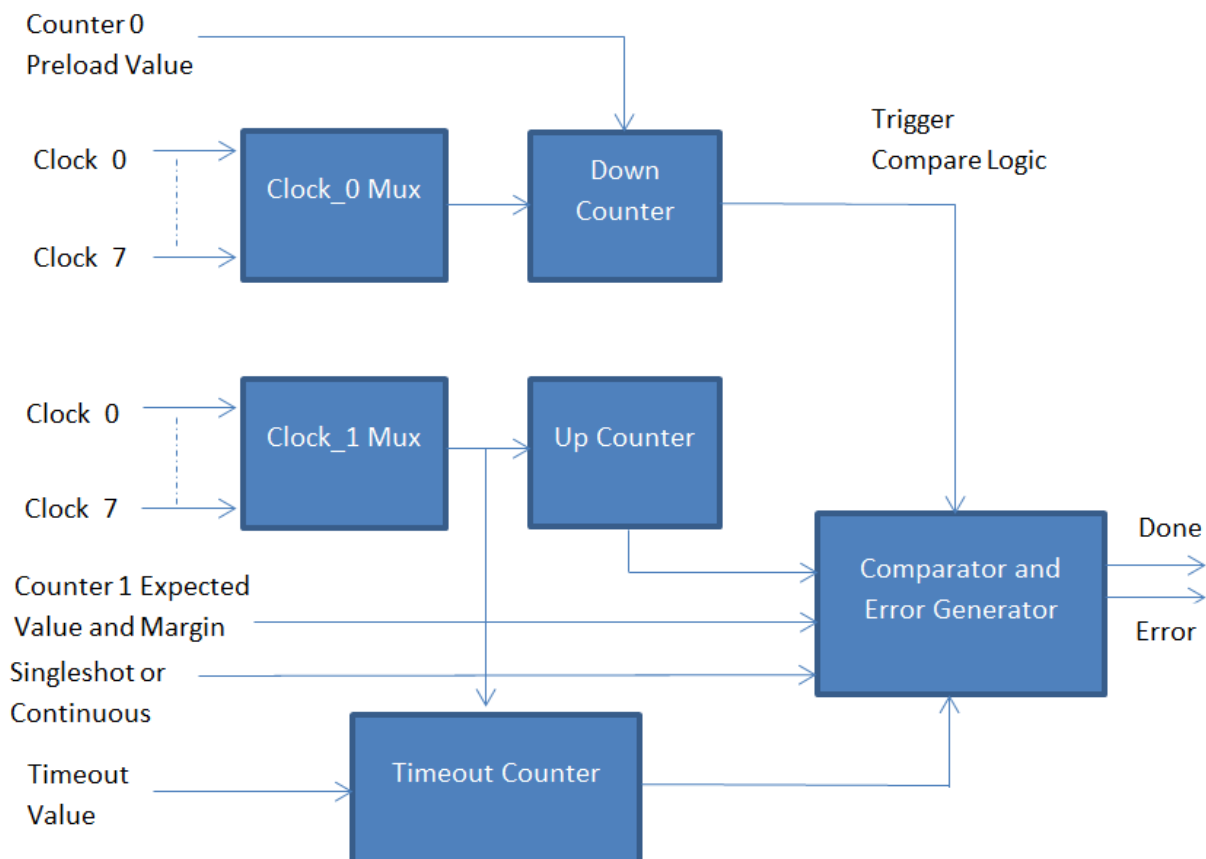 Counter 0
Preload Value
Trigger
Compare Logic
Clock 0
Clock 7
Clock_0 Mux
Down
Counter
Clock 0
Clock 7
Clock_1 Mux
Up Counter
Counter 1 Expected
Value and Margin
Singleshot or
Continuous
Comparator and
Error Generator
Done
Error
Timeout
Value
Timeout Counter